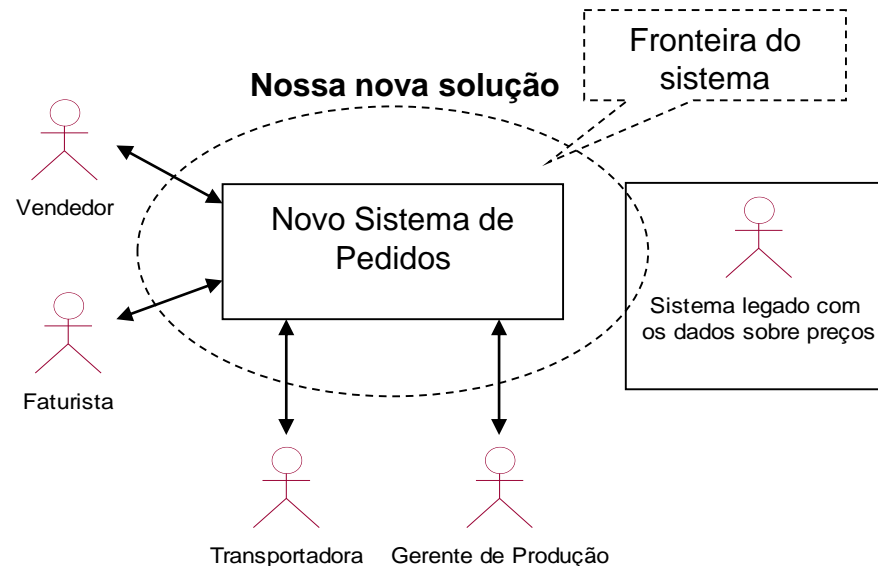 Fronteira do
sistema
Nossa nova solução
Vendedor
Novo Sistema de
Pedidos
Sistema legado com
os dados sobre preços
Faturista
Transportadora
Gerente de Produção